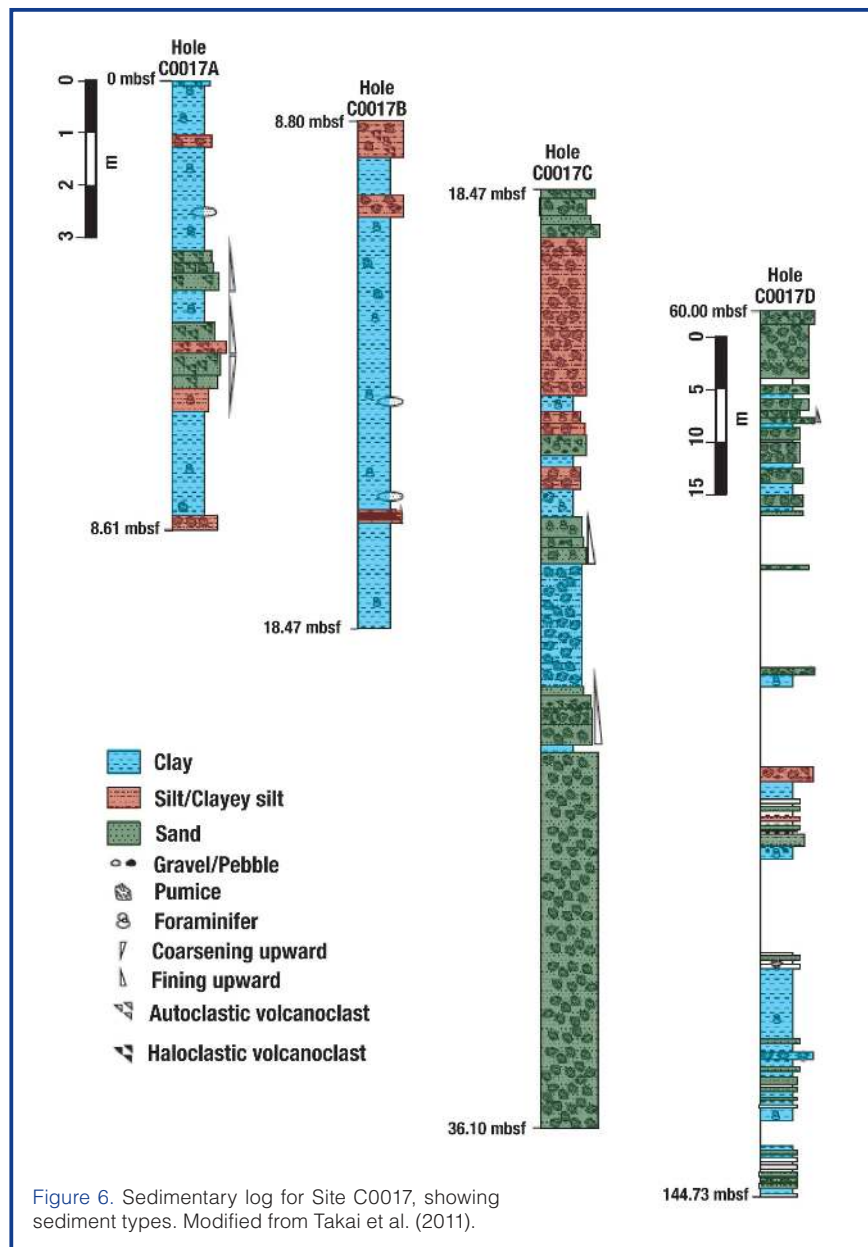 Hole
C0017A
0 mbsf
0
1
2
3
m
8.61 mbsf
Hole
C0017B
8.80 mbsf
18.47 mbsf
Hole
C0017C
18.47 mbsf
36.10 mbsf
Hole
C0017D
60.00 mbsf
0
5
10
15
m
144.73 mbsf
Clay
Silt/Clayey silt
Sand
Gravel/Pebble
Pumice
Foraminifer
Coarsening upward
Fining upward
Autoclastic volcanoclast
Haloclastic volcanoclast
Figure 6. Sedimentary log for Site C0017, showing
sediment types. Modified from Takai et al. (2011).